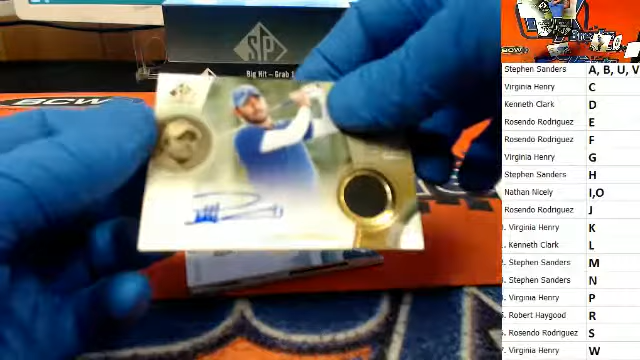 SP
Big Hit - Grab
BCW
BCW
Stephen Sanders A, B, U, V
Virginia Henry C
Kenneth Clark D
Rosendo Rodriguez E
Rosendo Rodriguez F
Virginia Henry G
Stephen Sanders H
Nathan Nicely I,O
Rosendo Rodriguez J
Virginia Henry K
Kenneth Clark L
Stephen Sanders M
Stephen Sanders N
Virginia Henry P
Robert Haygood R
Rosendo Rodriguez S
Virginia Henry W